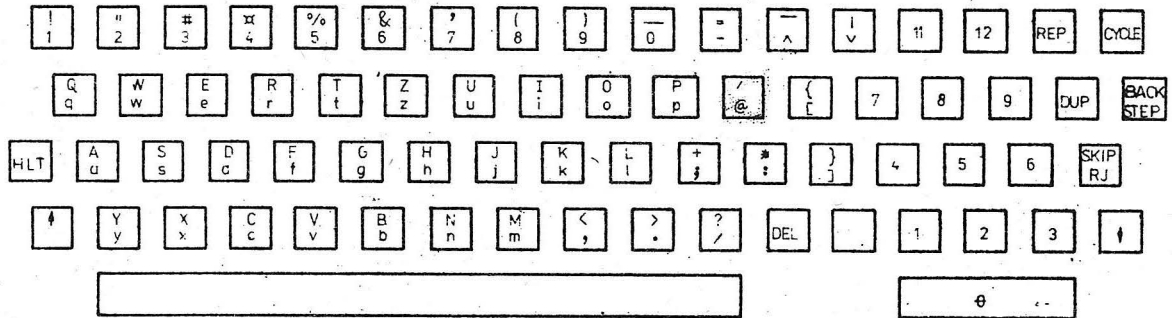 ! " # ¤ % & ' ( ) — = ¯ |
1 2 3 4 5 6 7 8 9 0 - ^ v 11 12 REP. CYCLE
Q W E R T Z U I O P ´ {
q w e r t z u i o p @ [ 7 8 9 DUP BACK STEP
HLT A S D F G H J K L + * }
a s d f g h j k l ; : ] 4 5 6 SKIP RJ
Y X C V B N M < > ?
y x c v b n m , . / DEL 1 2 3
0